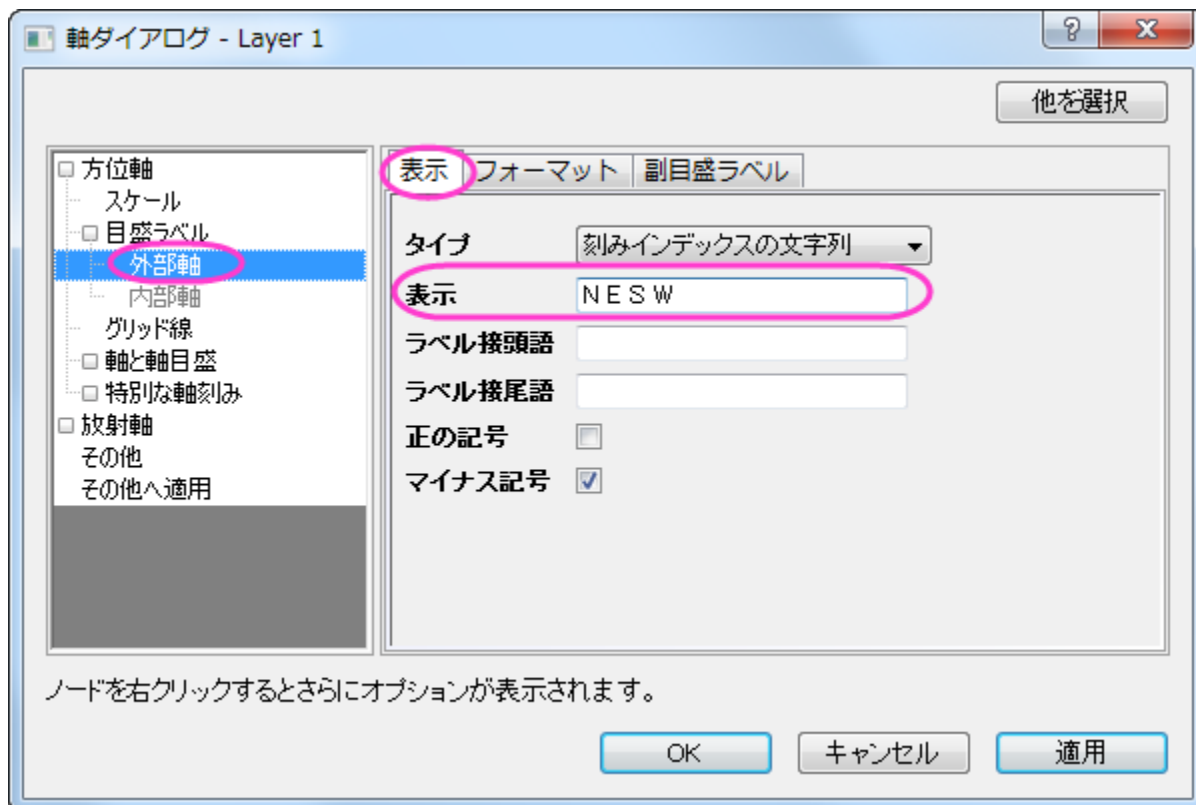 軸ダイアログ - Layer 1
?
他を選択
方位軸
スケール
目盛ラベル
外部軸
内部軸
グリッド線
軸と軸目盛
特別な軸刻み
放射軸
その他
その他へ適用
表示 フォーマット 副目盛ラベル
タイプ 刻みインデックスの文字列
表示 N E S W
ラベル接頭語
ラベル接尾語
正の記号
マイナス記号
ノードを右クリックするとさらにオプションが表示されます。
OK キャンセル 適用